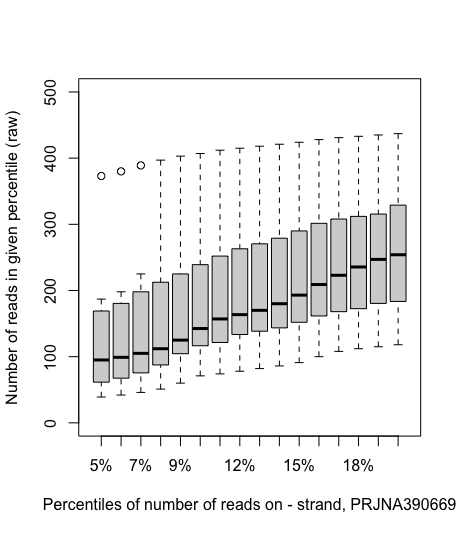 Number of reads in given percentile (raw)
500
300
200
100
0
5% 7% 9% 12% 15% 18%
Percentiles of number of reads on - strand, PRJNA390669